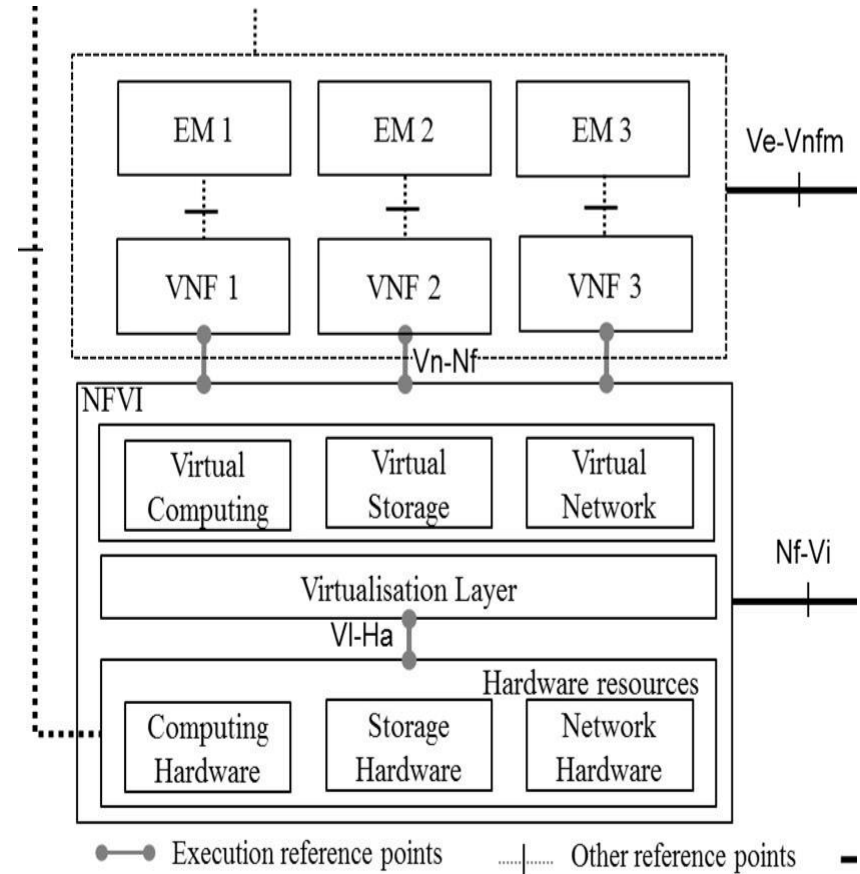 EM 1
EM 2
EM 3
Ve-Vnfm
VNF 1
VNF 2
VNF 3
Vn-Nf
NFVI
Virtual
Computing
Virtual
Storage
Virtual
Network
Nf-Vi
Virtualisation Layer
Vl-Ha
Hardware resources
Computing
Hardware
Storage
Hardware
Network
Hardware
Execution reference points
Other reference points